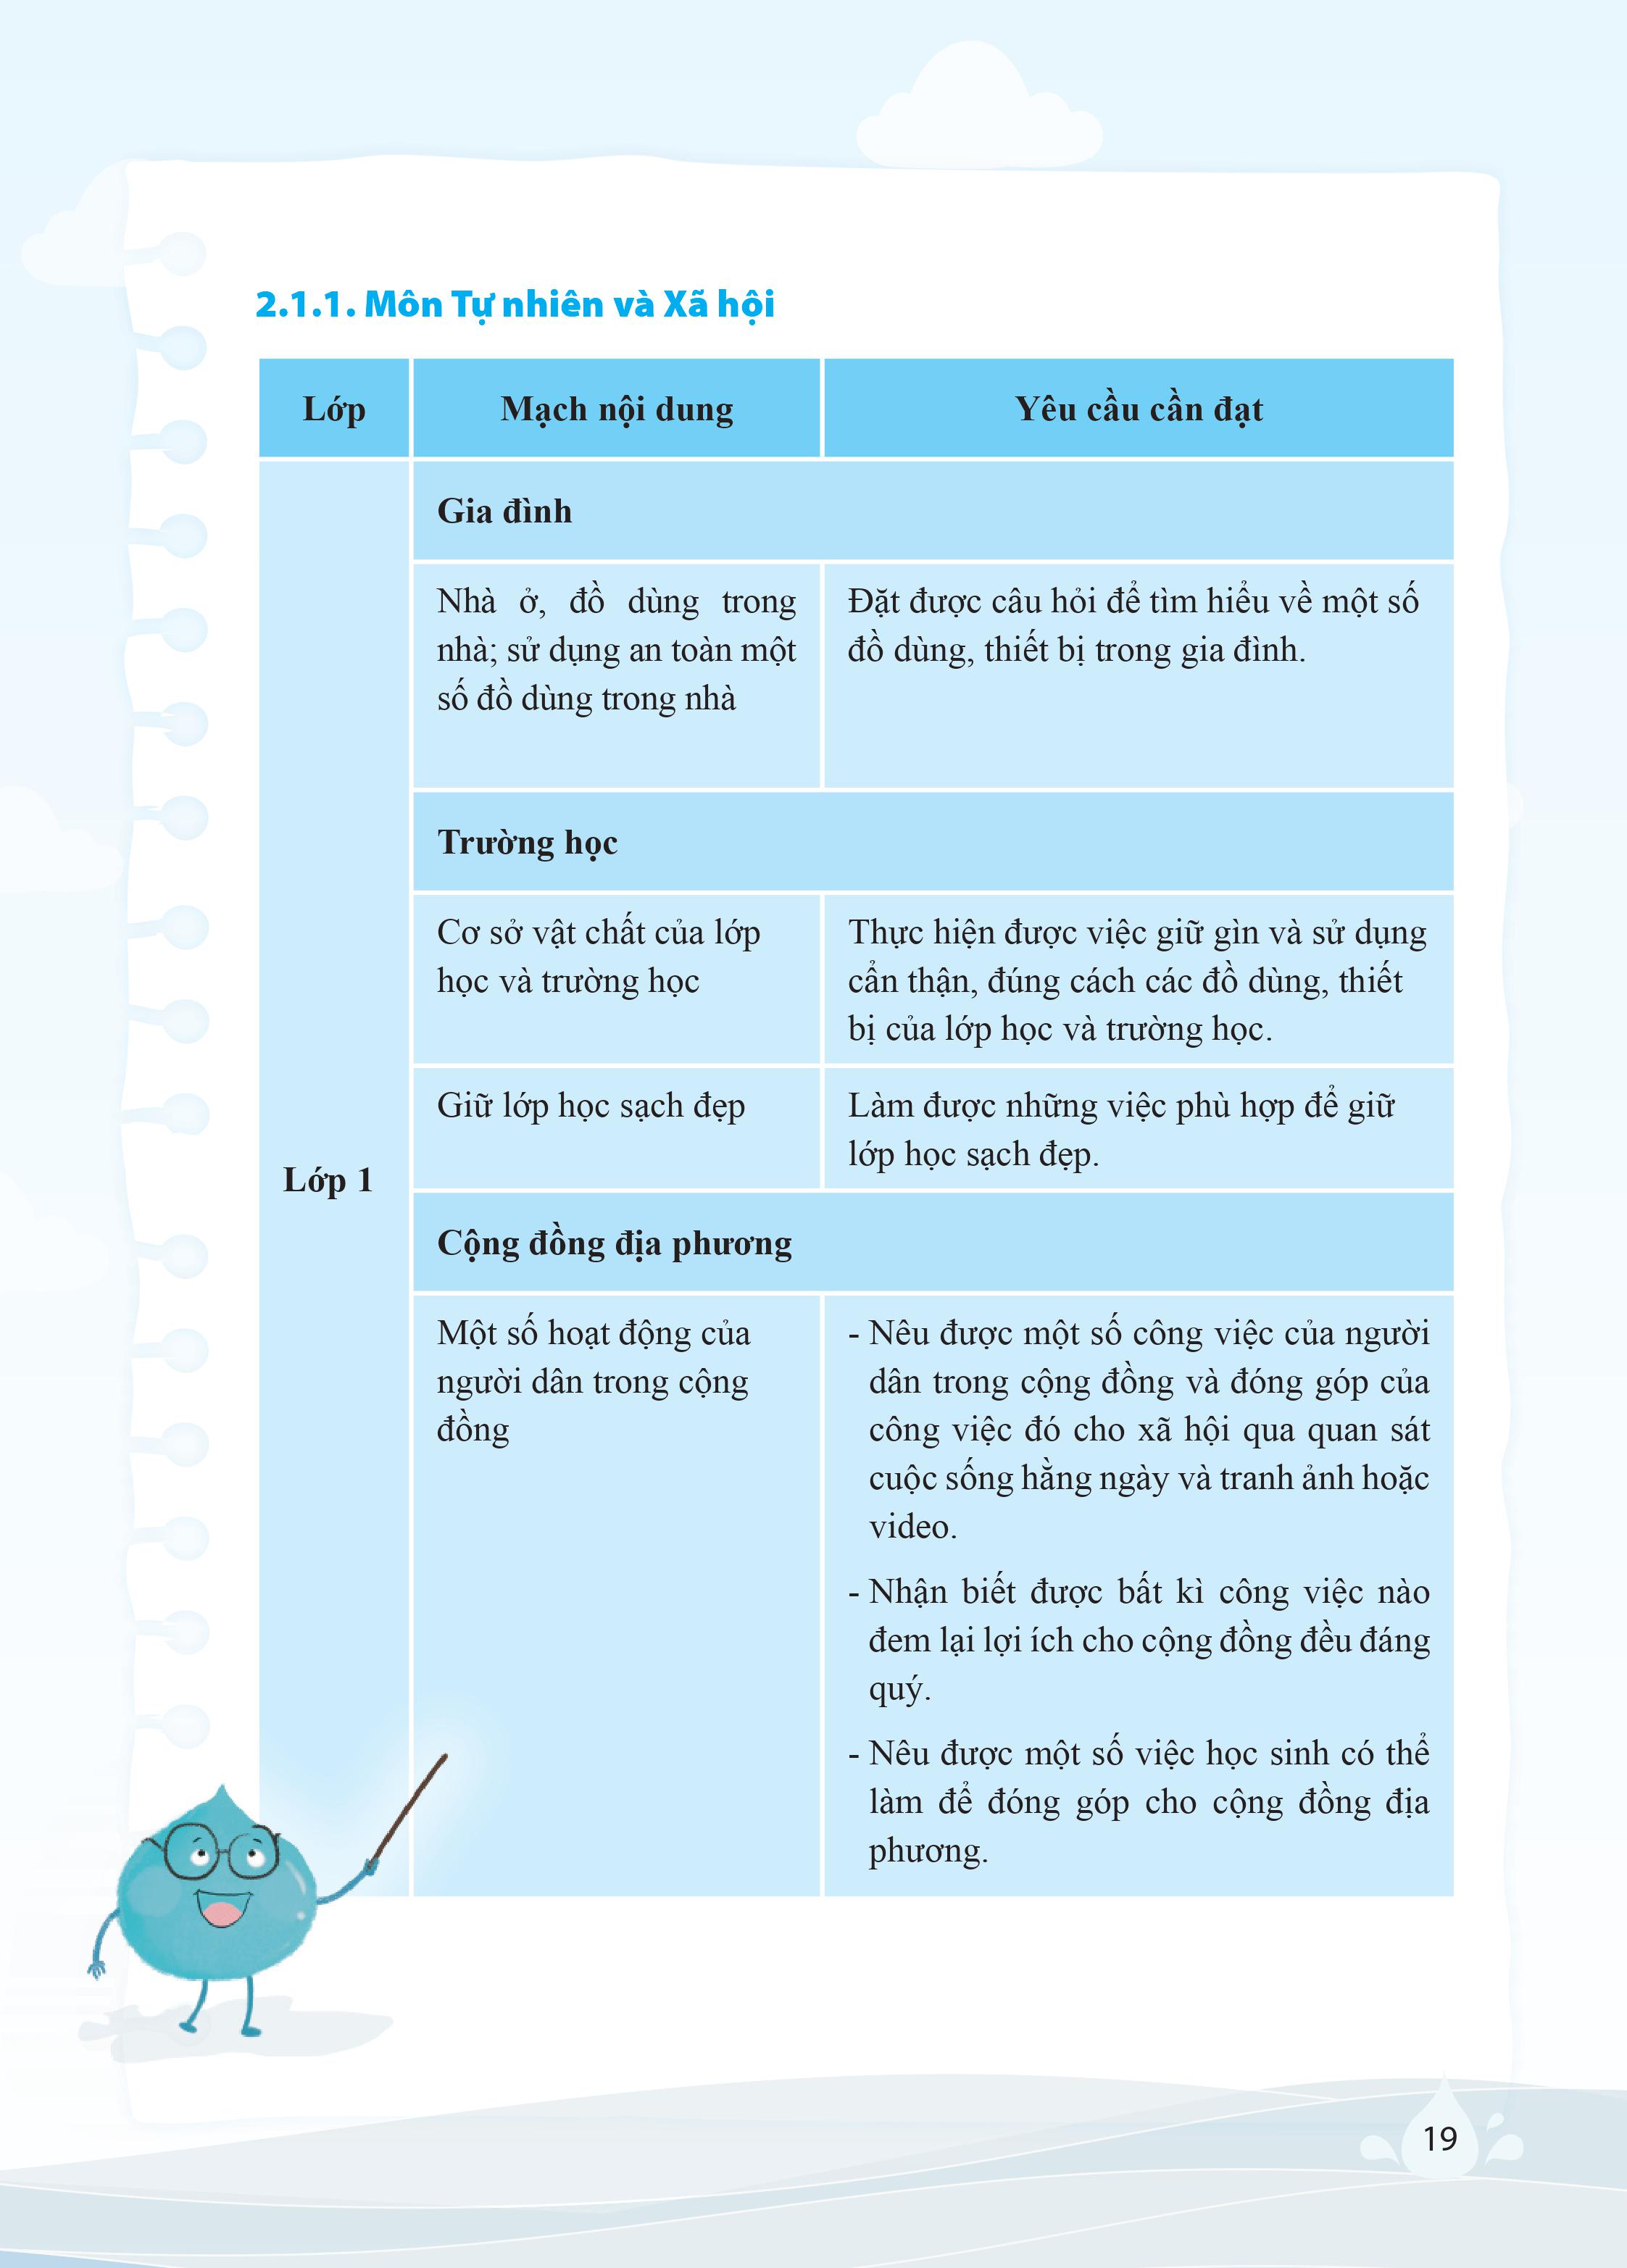 2.1.1. Môn Tự nhiên và Xã hội
Lớp
Mạch nội dung
Yêu cầu cần đạt
Lớp 1
Gia đình
Nhà ở, đồ dùng trong
nhà; sử dụng an toàn một
số đồ dùng trong nhà
Đặt được câu hỏi để tìm hiểu về một số
đồ dùng, thiết bị trong gia đình.
Trường học
Cơ sở vật chất của lớp
học và trường học
Thực hiện được việc giữ gìn và sử dụng
cẩn thận, đúng cách các đồ dùng, thiết
bị của lớp học và trường học.
Giữ lớp học sạch đẹp
Làm được những việc phù hợp để giữ
lớp học sạch đẹp.
Cộng đồng địa phương
Một số hoạt động của
người dân trong cộng
đồng
- Nêu được một số công việc của người
dân trong cộng đồng và đóng góp của
công việc đó cho xã hội qua quan sát
cuộc sống hằng ngày và tranh ảnh hoặc
video.
- Nhận biết được bất kì công việc nào
đem lại lợi ích cho cộng đồng đều đáng
quý.
- Nêu được một số việc học sinh có thể
làm để đóng góp cho cộng đồng địa
phương.
19